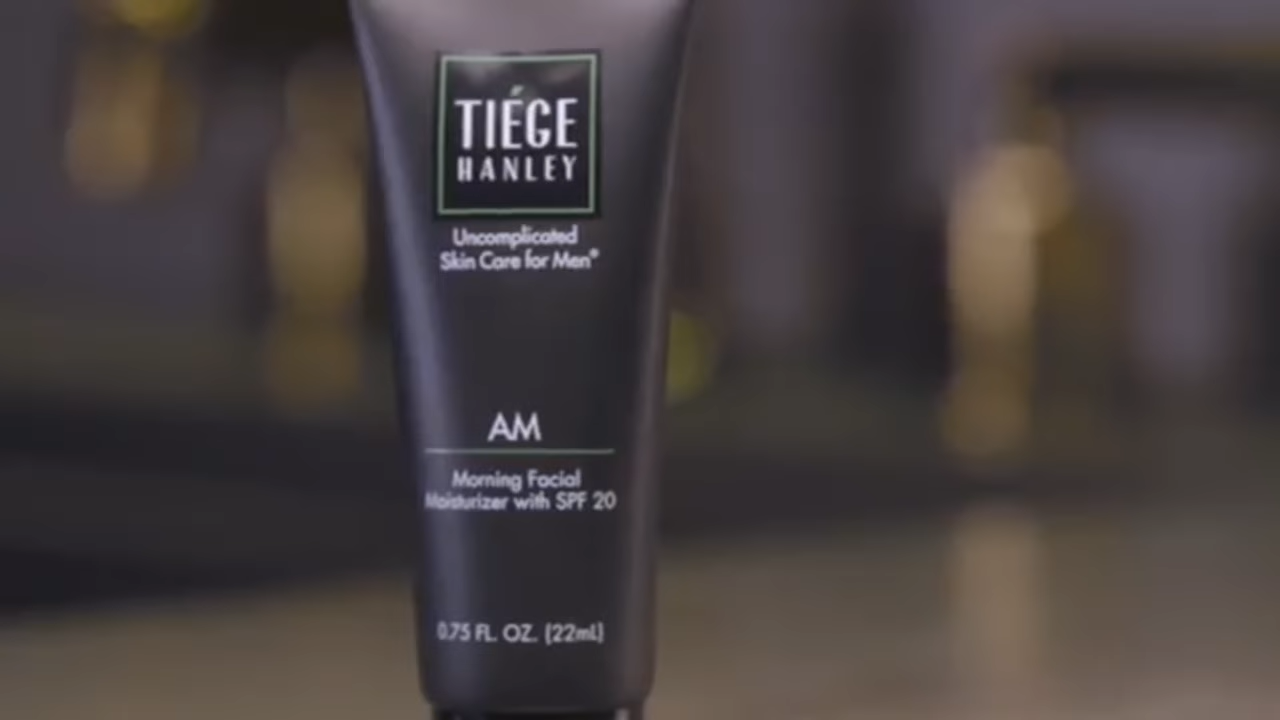 TIÉGE
HANLEY
Uncomplicated
Skin Care for Men®
AM
Morning Facial
Moisturizer with SPF 20
0.75 FL. OZ. (22mL)